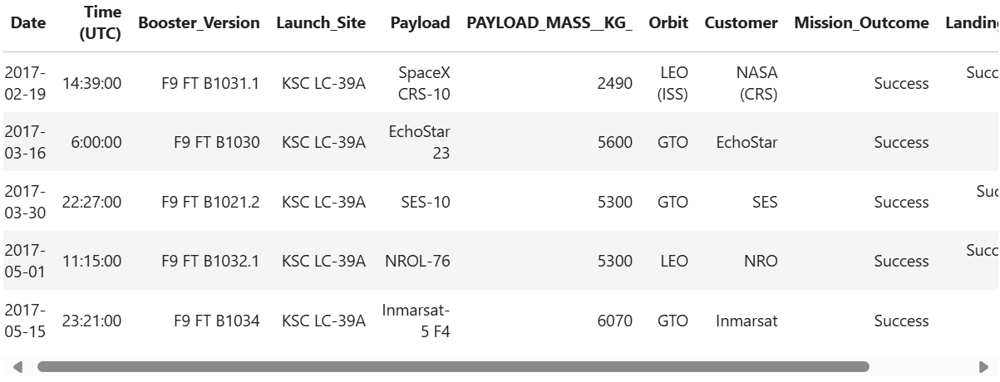 Date Time (UTC) Booster_Version Launch_Site Payload PAYLOAD_MASS__KG_ Orbit Customer Mission_Outcome Landing
2017-02-19 14:39:00 F9 FT B1031.1 KSC LC-39A SpaceX CRS-10 2490 LEO (ISS) NASA (CRS) Success Succ
2017-03-16 6:00:00 F9 FT B1030 KSC LC-39A EchoStar 23 5600 GTO EchoStar Success
2017-03-30 22:27:00 F9 FT B1021.2 KSC LC-39A SES-10 5300 GTO SES Success Suc
2017-05-01 11:15:00 F9 FT B1032.1 KSC LC-39A NROL-76 5300 LEO NRO Success Succ
2017-05-15 23:21:00 F9 FT B1034 KSC LC-39A Inmarsat-5 F4 6070 GTO Inmarsat Success